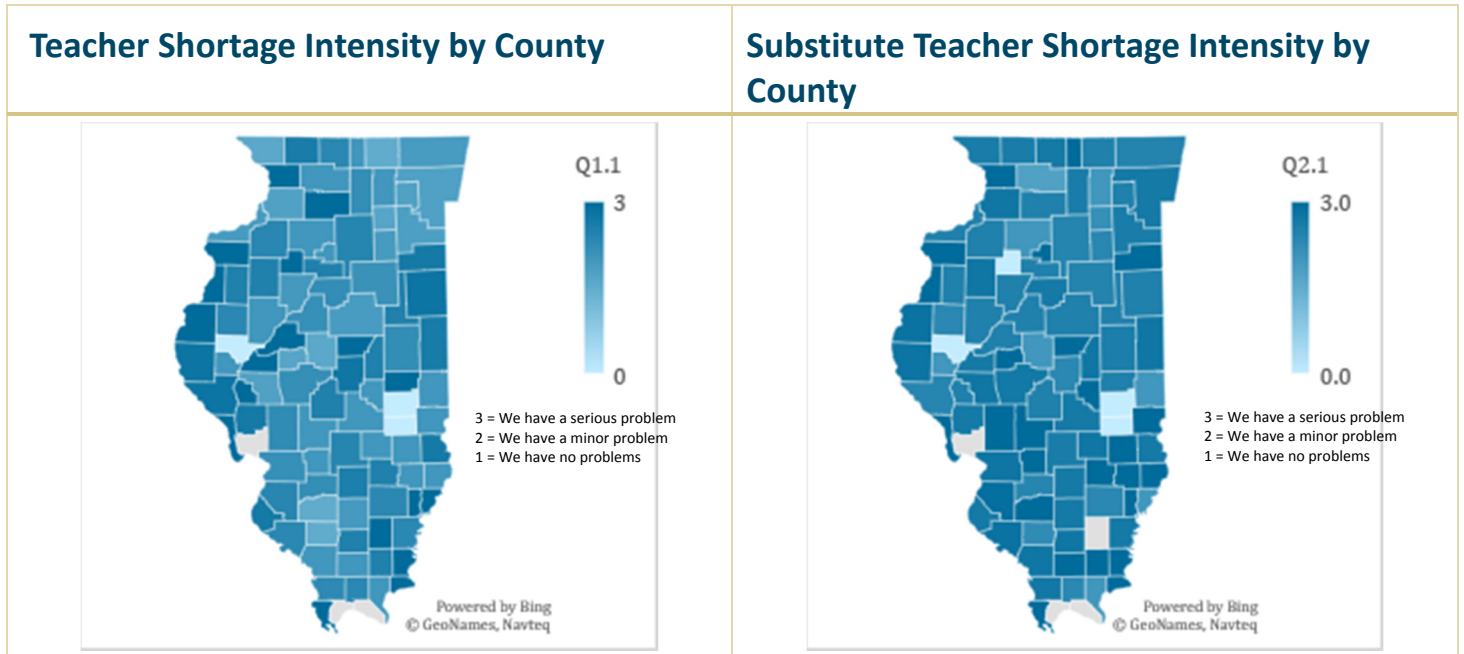 Teacher Shortage Intensity by County
Substitute Teacher Shortage Intensity by
County
Q1.1
3
0
3 = We have a serious problem
2 = We have a minor problem
1 = We have no problems
Powered by Bing
© GeoNames, Navteq
Q2.1
3.0
0.0
3 = We have a serious problem
2 = We have a minor problem
1 = We have no problems
Powered by Bing
© GeoNames, Navteq